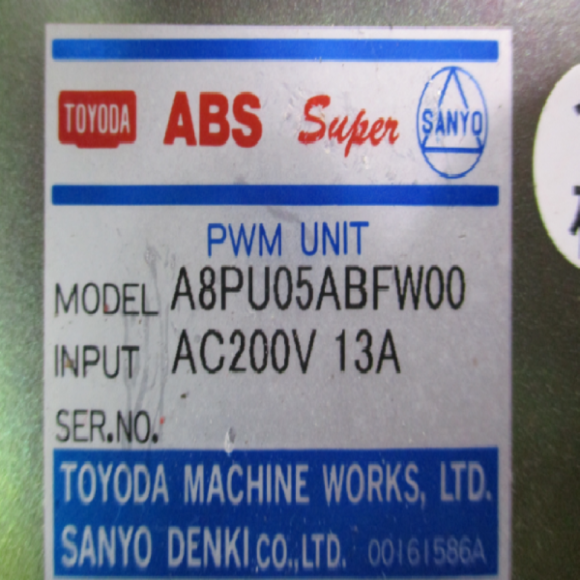 TOYODA ABS Super SANYO
PWM UNIT
MODEL A8PU05ABFW00
INPUT AC200V 13A
SER.NO.
TOYODA MACHINE WORKS, LTD.
SANYO DENKI CO.,LTD. 00161586A